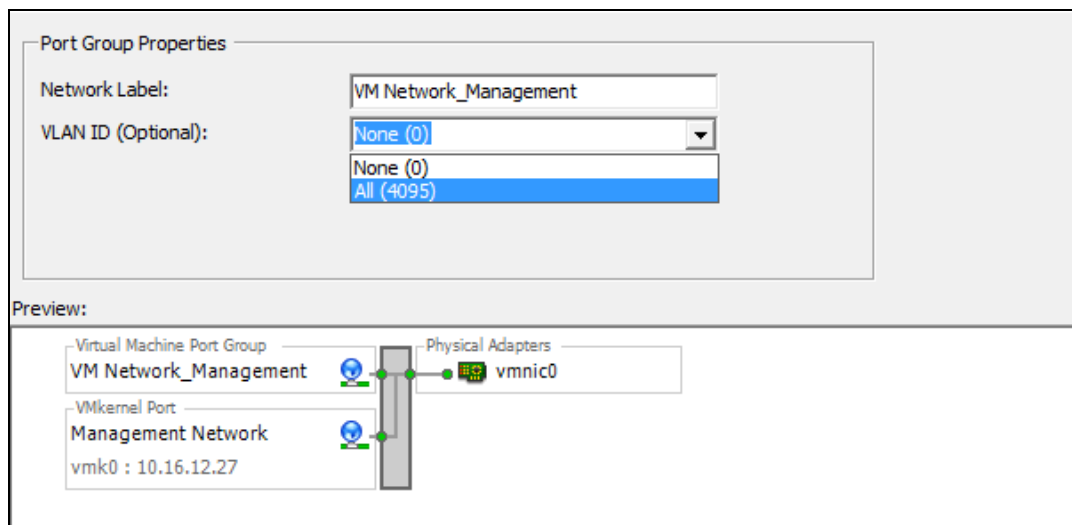 Port Group Properties
Network Label:
VM Network_Management
VLAN ID (Optional):
None (0)
None (0)
All (4095)
Preview:
Virtual Machine Port Group
VM Network_Management
Physical Adapters
vmnic0
VMkernel Port
Management Network
vmk0 : 10.16.12.27